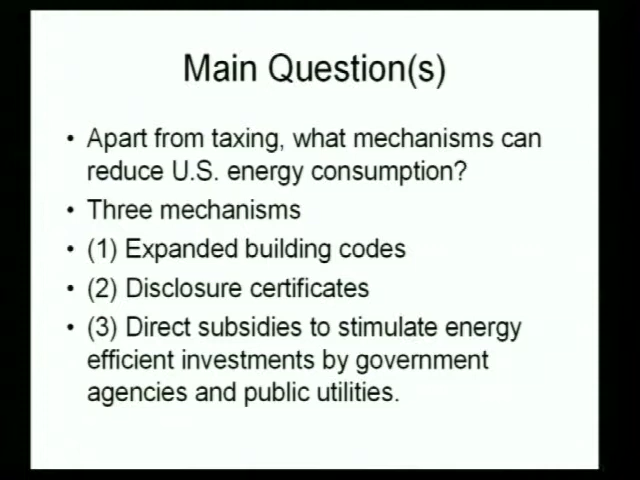 Main Question(s)
• Apart from taxing, what mechanisms can
reduce U.S. energy consumption?
• Three mechanisms
• (1) Expanded building codes
• (2) Disclosure certificates
• (3) Direct subsidies to stimulate energy
efficient investments by government
agencies and public utilities.